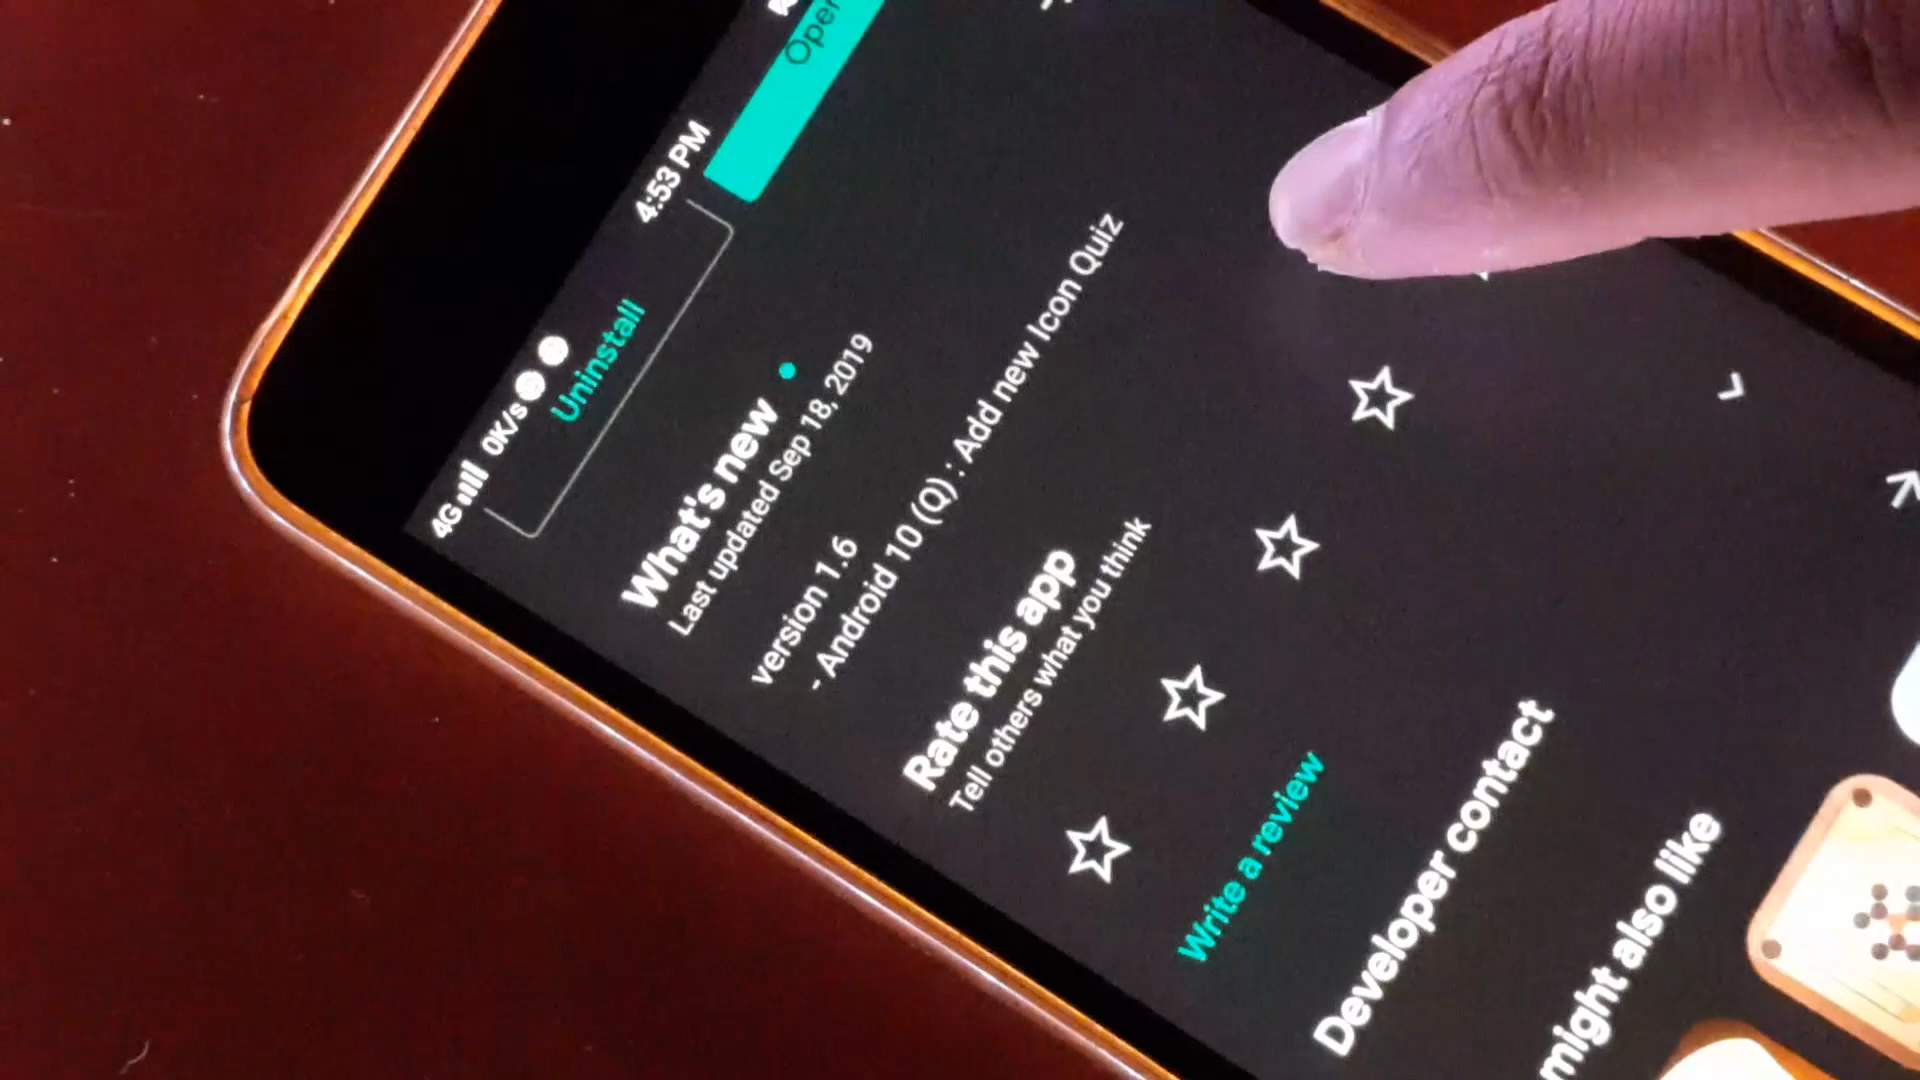 4G 0K/s 4:53 PM
Uninstall
What's new
Last updated Sep 18, 2019
version 1.6
- Android 10 (Q) : Add new Icon Quiz
Rate this app
Tell others what you think
Write a review
Developer contact
might also like